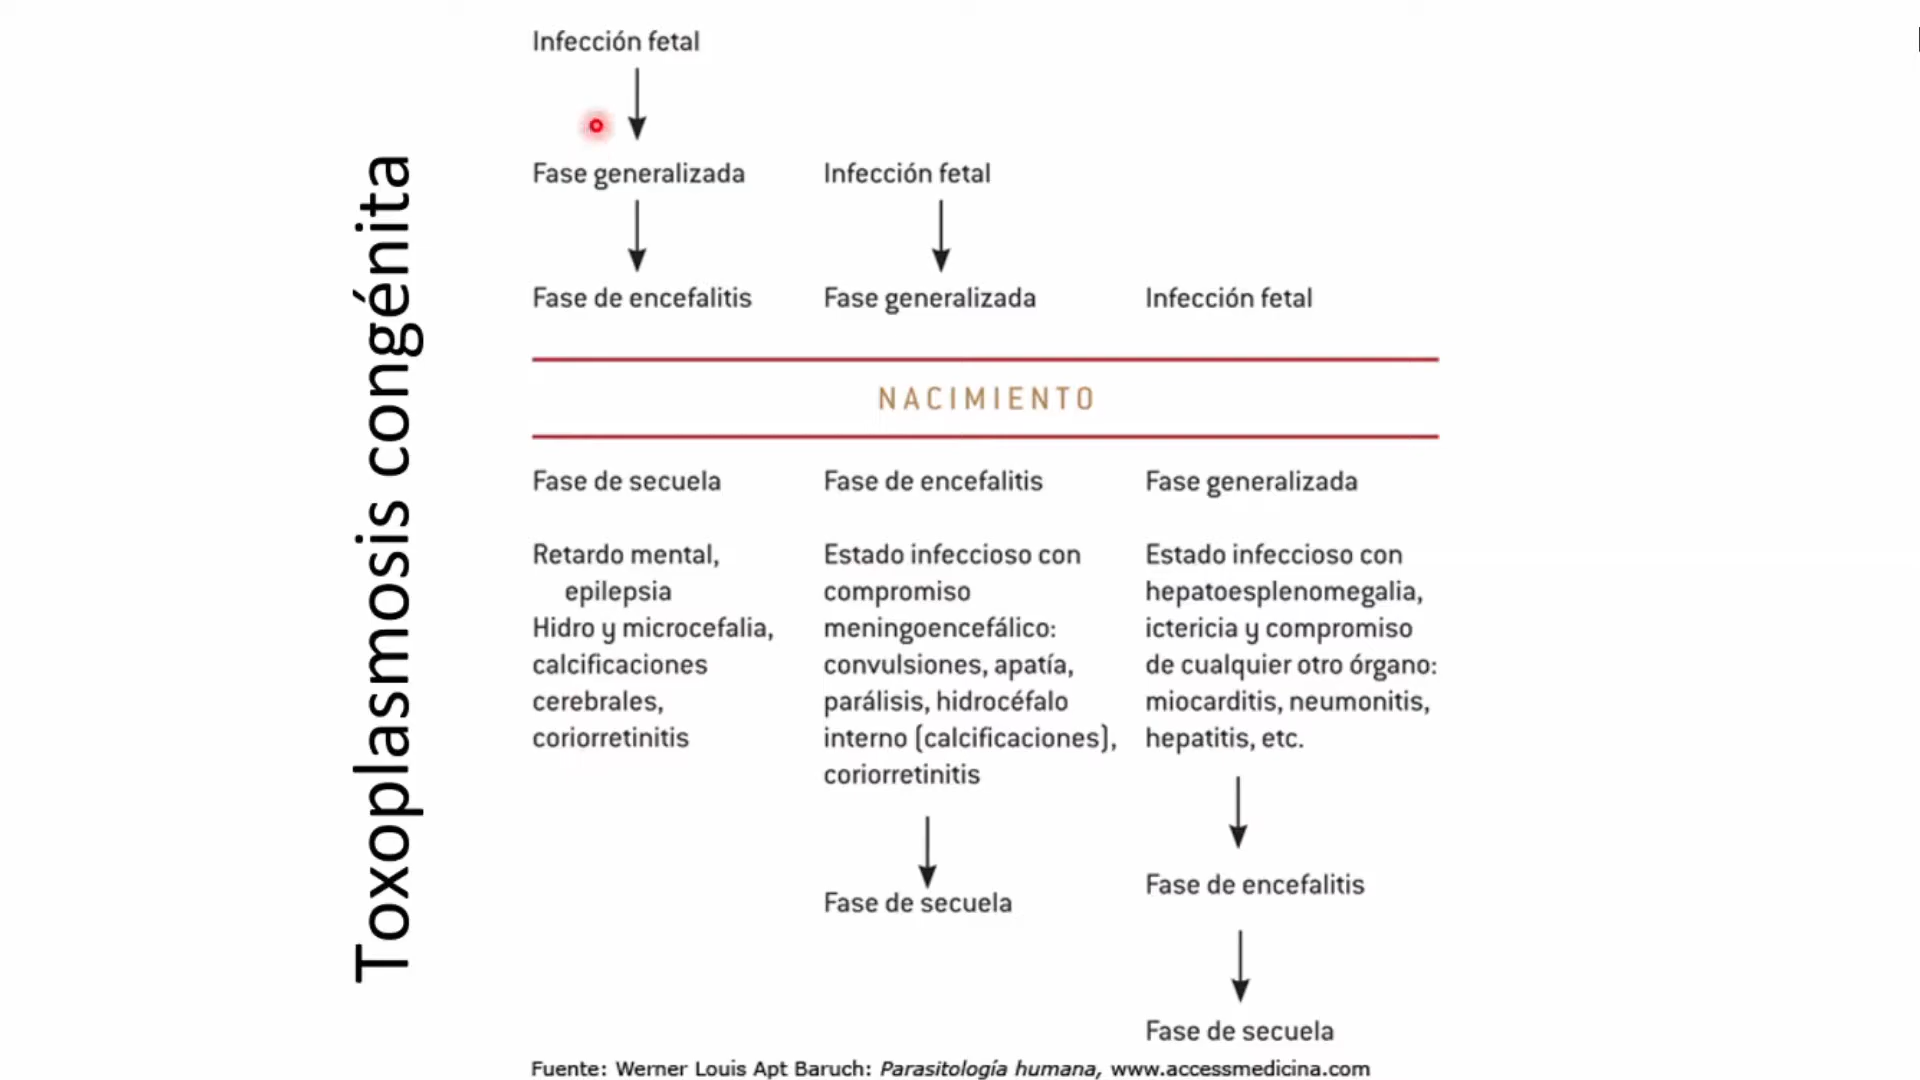 Toxoplasmosis congénita
Infección fetal
Fase generalizada
Infección fetal
Fase de encefalitis
Fase generalizada
Infección fetal
NACIMIENTO
Fase de secuela
Retardo mental,
epilepsia
Hidro y microcefalia,
calcificaciones
cerebrales,
coriorretinitis
Fase de encefalitis
Estado infeccioso con
compromiso
meningoencefálico:
convulsiones, apatía,
parálisis, hidrocéfalo
interno (calcificaciones),
coriorretinitis
Fase de secuela
Fase generalizada
Estado infeccioso con
hepatoesplenomegalia,
ictericia y compromiso
de cualquier otro órgano:
miocarditis, neumonitis,
hepatitis, etc.
Fase de encefalitis
Fase de secuela
Fuente: Werner Louis Apt Baruch: Parasitología humana, www.accessmedicina.com